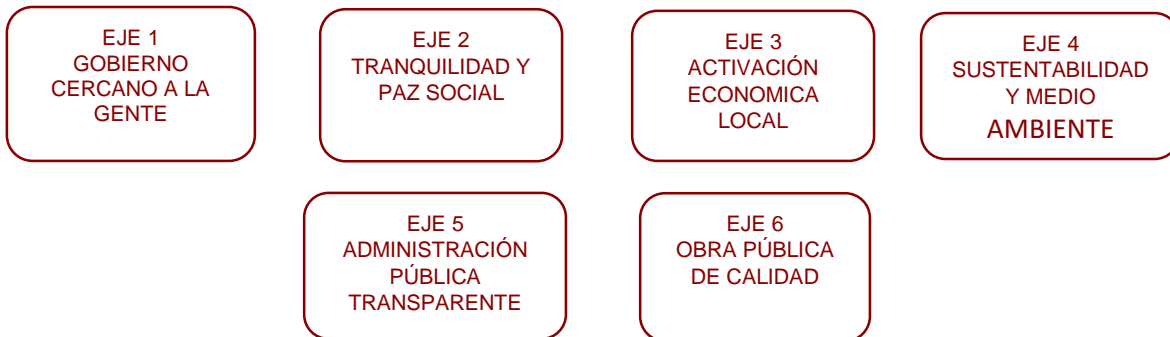 EJE 1
GOBIERNO
CERCANO A LA
GENTE
EJE 2
TRANQUILIDAD Y
PAZ SOCIAL
EJE 3
ACTIVACIÓN
ECONOMICA
LOCAL
EJE 4
SUSTENTABILIDAD
Y MEDIO
AMBIENTE
EJE 5
ADMINISTRACIÓN
PÚBLICA
TRANSPARENTE
EJE 6
OBRA PÚBLICA
DE CALIDAD